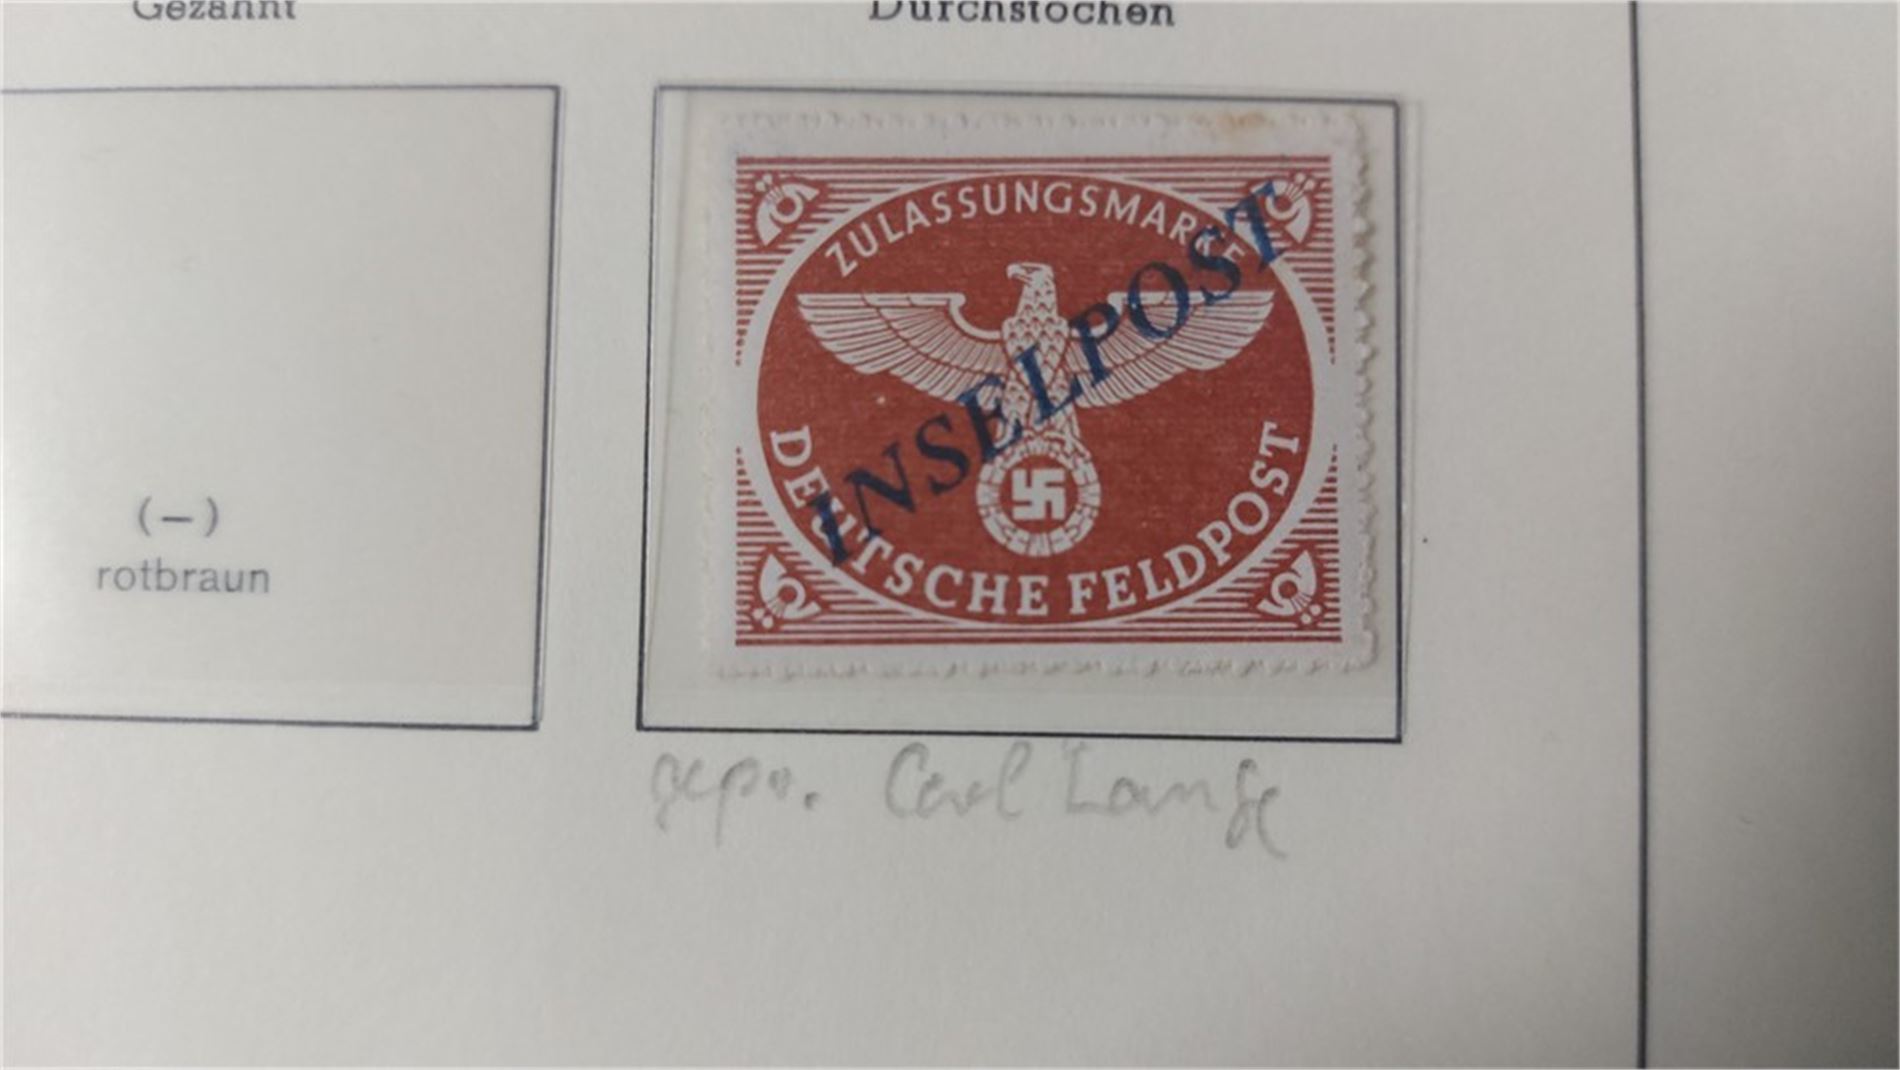 Gezähnt
Durchstochen
ZULASSUNGSMARKE
INSELPOST
DEUTSCHE FELDPOST
(—)
rotbraun
gepr. Carl Lange